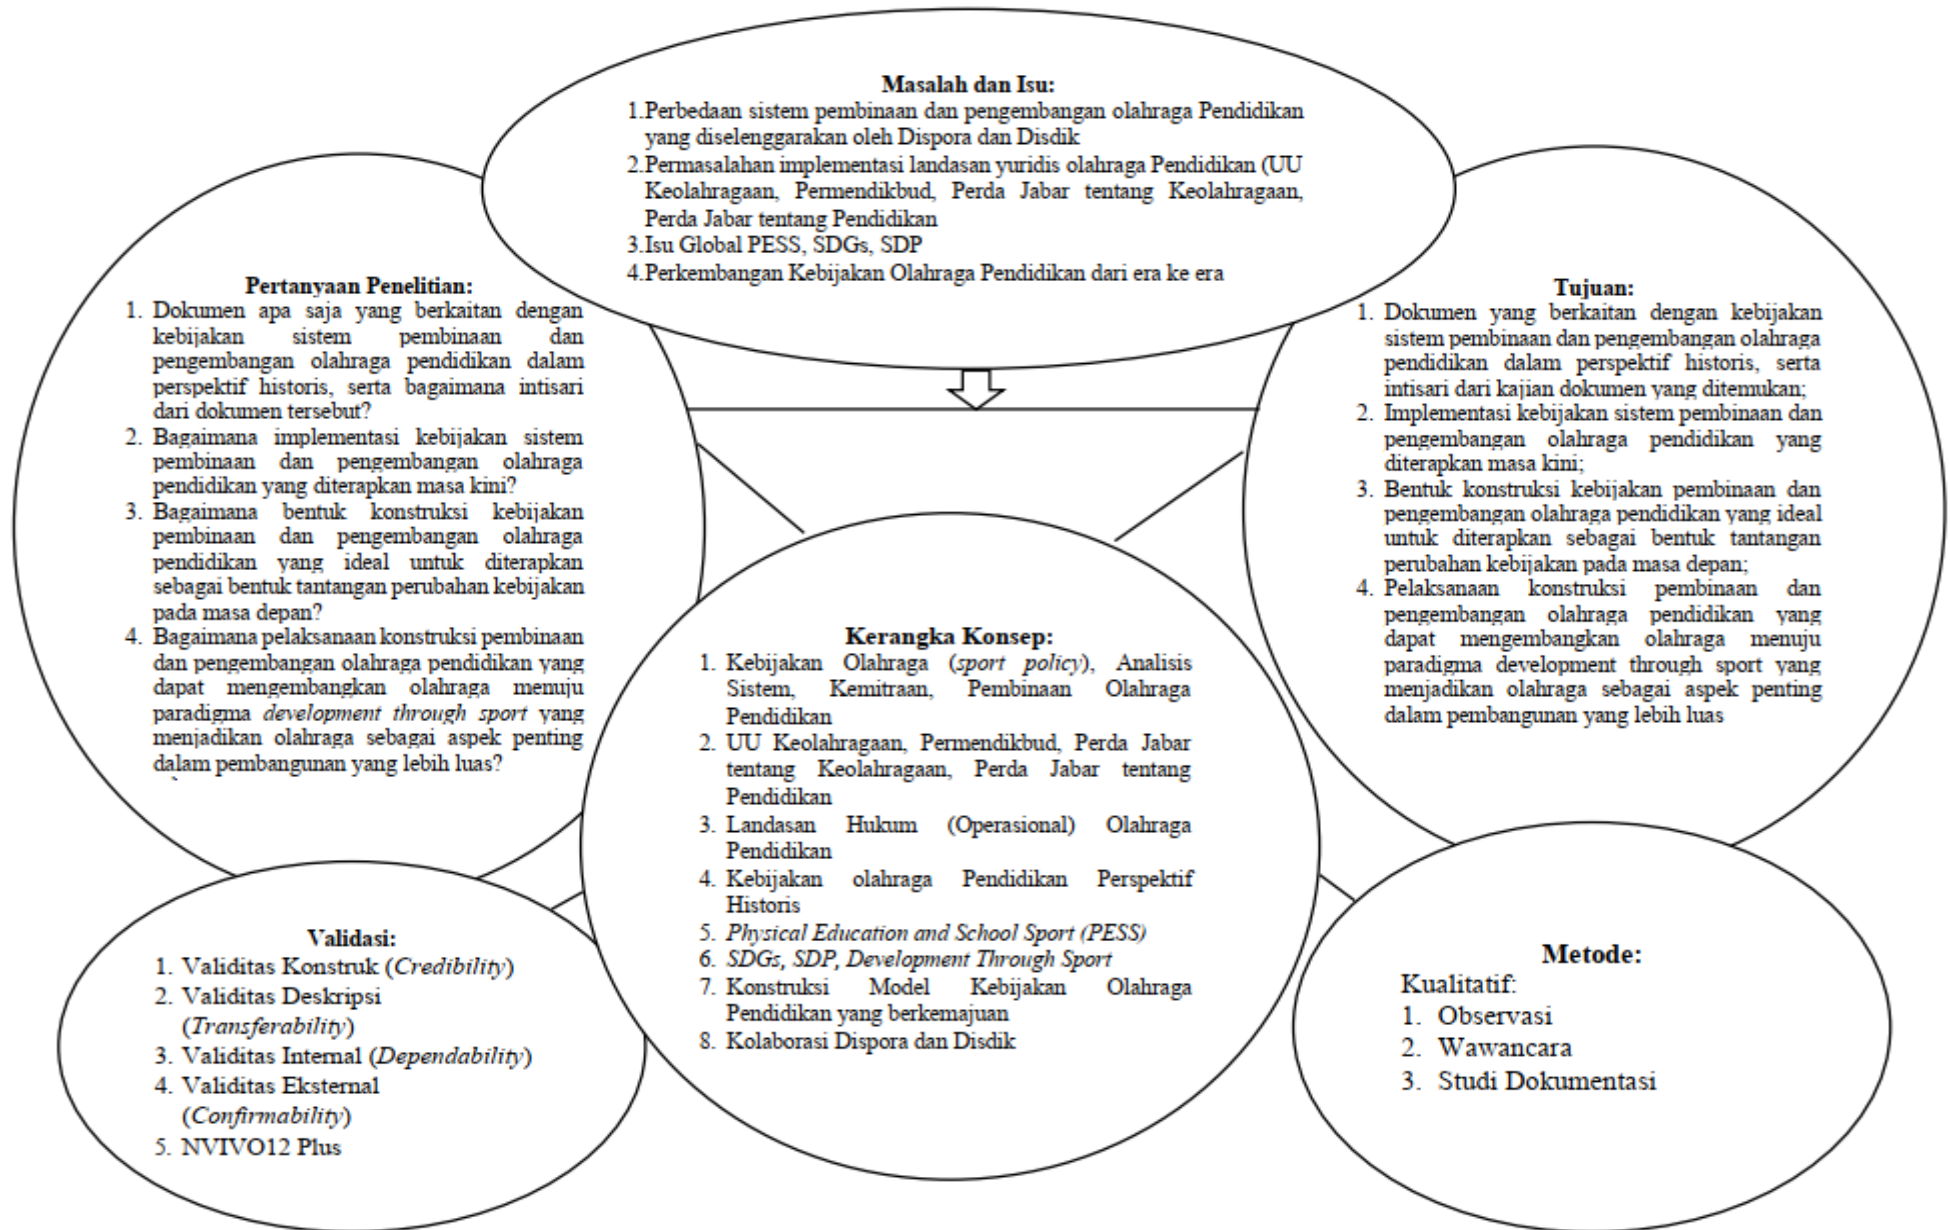 Masalah dan Isu:
1.Perbedaan sistem pembinaan dan pengembangan olahraga Pendidikan
yang diselenggarakan oleh Dispora dan Disdik
2.Permasalahan implementasi landasan yuridis olahraga Pendidikan (UU
Keolahragaan, Permendikbud, Perda Jabar tentang Keolahragaan,
Perda Jabar tentang Pendidikan
3.Isu Global PESS, SDGs, SDP
4.Perkembangan Kebijakan Olahraga Pendidikan dari era ke era
Pertanyaan Penelitian:
1. Dokumen apa saja yang berkaitan dengan
kebijakan sistem pembinaan dan
pengembangan olahraga pendidikan dalam
perspektif historis, serta bagaimana intisari
dari dokumen tersebut?
2. Bagaimana implementasi kebijakan sistem
pembinaan dan pengembangan olahraga
pendidikan yang diterapkan masa kini?
3. Bagaimana bentuk konstruksi kebijakan
pembinaan dan pengembangan olahraga
pendidikan yang ideal untuk diterapkan
sebagai bentuk tantangan perubahan kebijakan
pada masa depan?
4. Bagaimana pelaksanaan konstruksi pembinaan
dan pengembangan olahraga pendidikan yang
dapat mengembangkan olahraga menuju
paradigma development through sport yang
menjadikan olahraga sebagai aspek penting
dalam pembangunan yang lebih luas?
Tujuan:
1. Dokumen yang berkaitan dengan kebijakan
sistem pembinaan dan pengembangan olahraga
pendidikan dalam perspektif historis, serta
intisari dari kajian dokumen yang ditemukan;
2. Implementasi kebijakan sistem pembinaan dan
pengembangan olahraga pendidikan yang
diterapkan masa kini;
3. Bentuk konstruksi kebijakan pembinaan dan
pengembangan olahraga pendidikan yang ideal
untuk diterapkan sebagai bentuk tantangan
perubahan kebijakan pada masa depan;
4. Pelaksanaan konstruksi pembinaan dan
pengembangan olahraga pendidikan yang
dapat mengembangkan olahraga menuju
paradigma development through sport yang
menjadikan olahraga sebagai aspek penting
dalam pembangunan yang lebih luas
Kerangka Konsep:
1. Kebijakan Olahraga (sport policy), Analisis
Sistem, Kemitraan, Pembinaan Olahraga
Pendidikan
2. UU Keolahragaan, Permendikbud, Perda Jabar
tentang Keolahragaan, Perda Jabar tentang
Pendidikan
3. Landasan Hukum (Operasional) Olahraga
Pendidikan
4. Kebijakan olahraga Pendidikan Perspektif
Historis
5. Physical Education and School Sport (PESS)
6. SDGs, SDP, Development Through Sport
7. Konstruksi Model Kebijakan Olahraga
Pendidikan yang berkemajuan
8. Kolaborasi Dispora dan Disdik
Validasi:
1. Validitas Konstruk (Credibility)
2. Validitas Deskripsi
(Transferability)
3. Validitas Internal (Dependability)
4. Validitas Eksternal
(Confirmability)
5. NVIVO12 Plus
Metode:
Kualitatif:
1. Observasi
2. Wawancara
3. Studi Dokumentasi